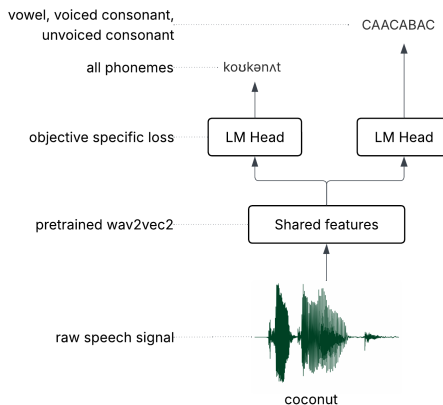 vowel, voiced consonant,
unvoiced consonant
CAACABAC
all phonemes
koʊkənʌt
objective specific loss
LM Head
LM Head
pretrained wav2vec2
Shared features
raw speech signal
coconut